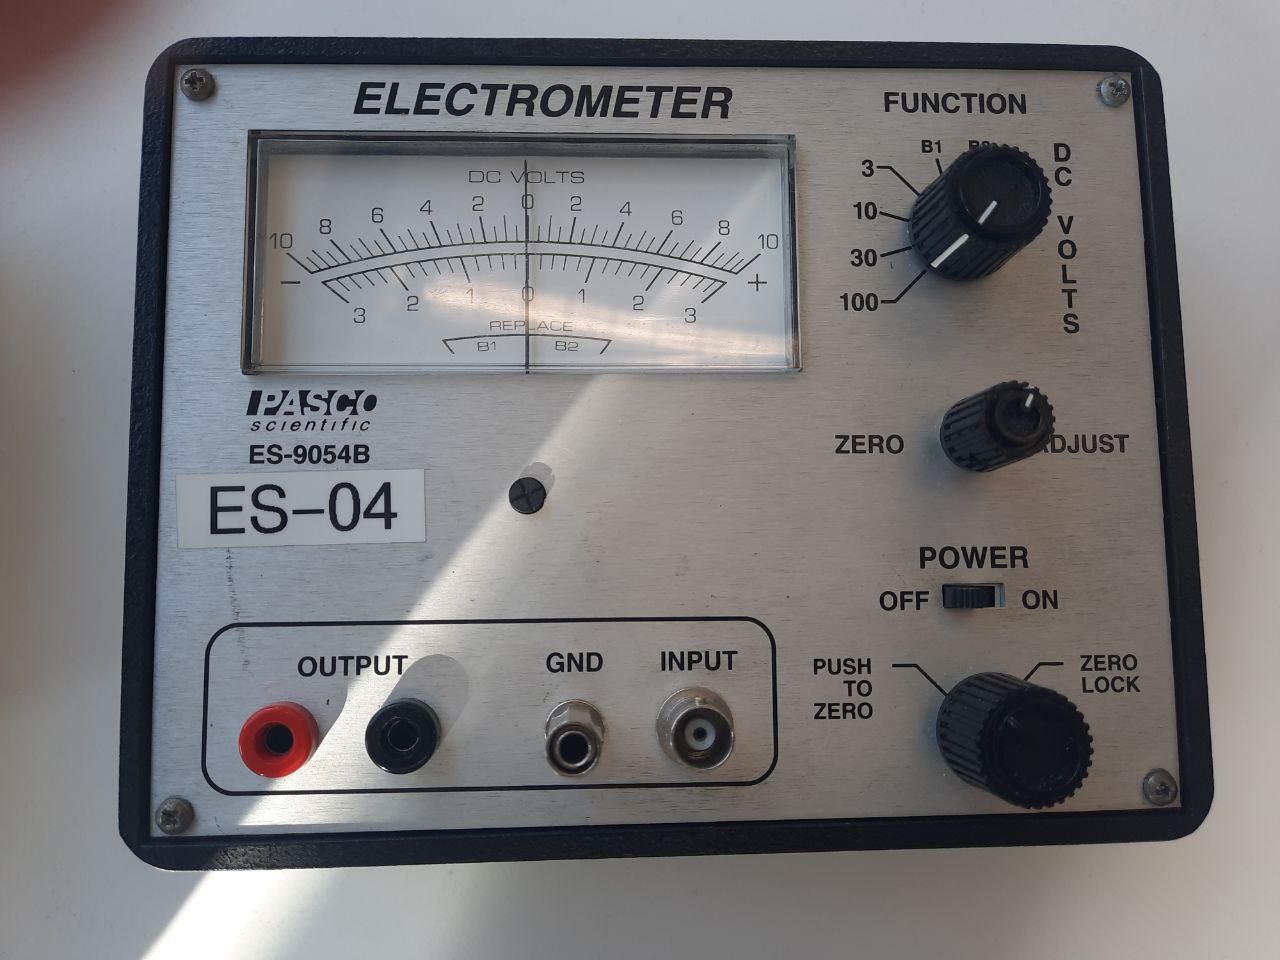 ELECTROMETER
FUNCTION
DC VOLTS
10 8 6 4 2 0 2 4 6 8 10
− +
3 2 1 0 1 2 3
REPLACE
B1 B2
B1
3
10
30
100
DC VOLTS
PASCO
scientific
ES-9054B
ES-04
ZERO
POWER
OFF ON
OUTPUT GND INPUT
PUSH
TO
ZERO
ZERO
LOCK